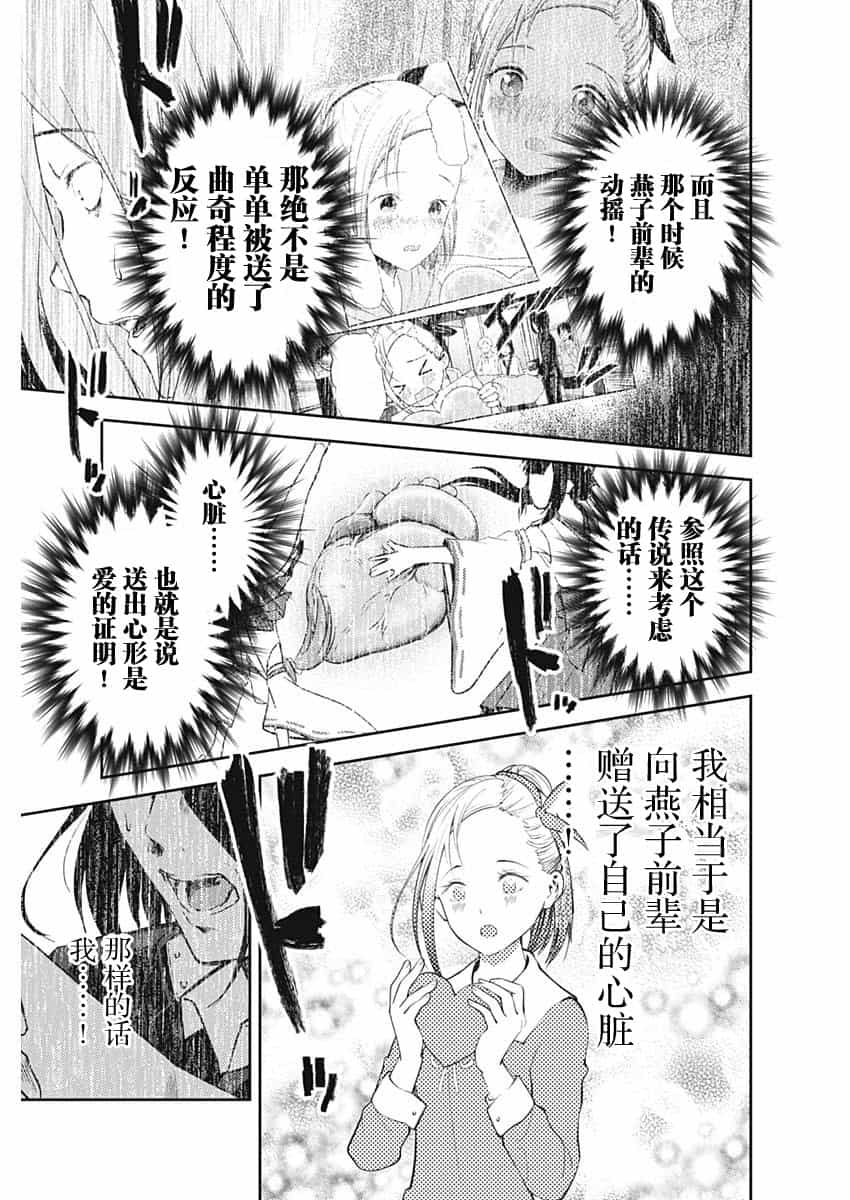 而且
那个时候
燕子前辈的
动摇！
那绝不是
单单被送了
曲奇程度的
反应！
参照这个
传说来考虑
的话……
心脏
……
也就是说
送出心形是
爱的证明！
我相当于是
向燕子前辈
赠送了自己的心脏
……！
那样的话
我……！